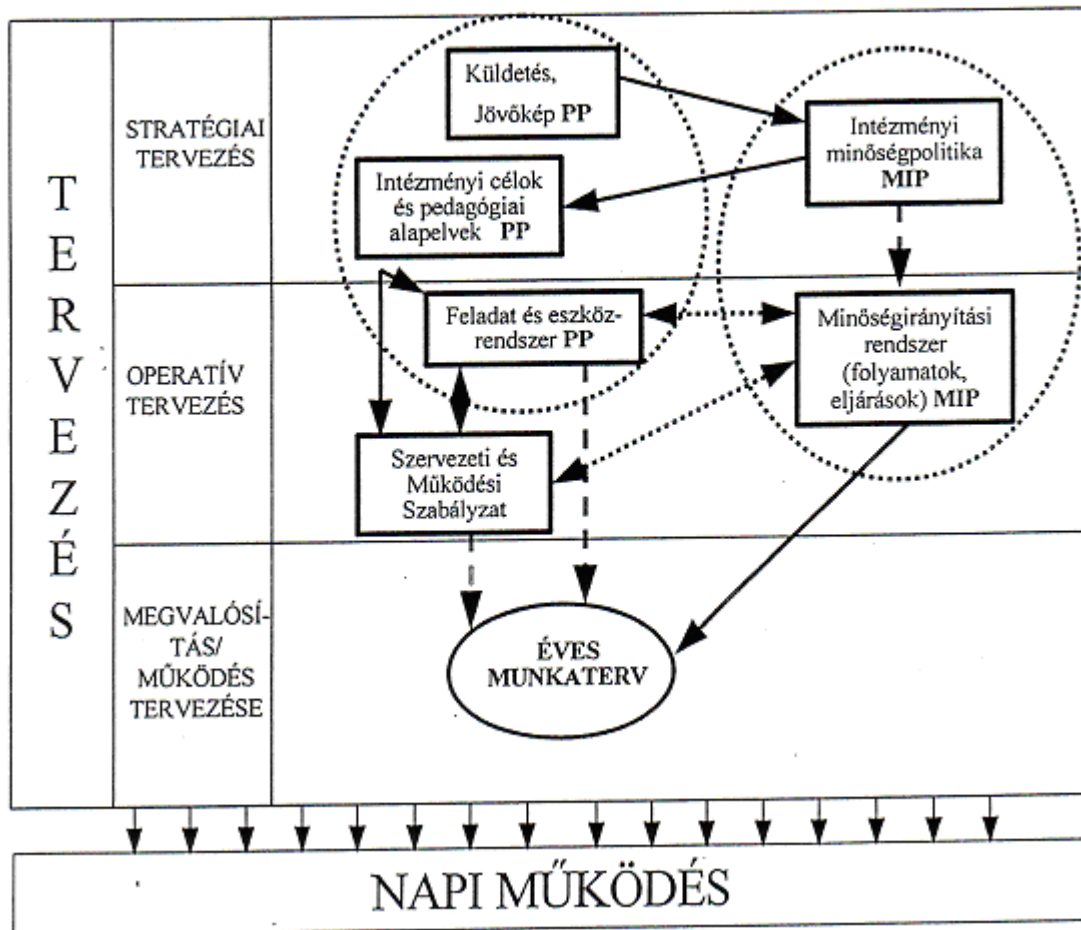 TERVEZÉS
STRATÉGIAI
TERVEZÉS
Küldetés,
Jövőkép PP
Intézményi
minőségpolitika
MIP
Intézményi célok
és pedagógiai
alapelvek PP
OPERATÍV
TERVEZÉS
Feladat és eszköz-
rendszer PP
Minőségirányítási
rendszer
(folyamatok,
eljárások) MIP
Szervezeti és
Működési
Szabályzat
MEGVALÓSÍ-
TÁS/
MŰKÖDÉS
TERVEZÉSE
ÉVES
MUNKATERV
NAPI MŰKÖDÉS